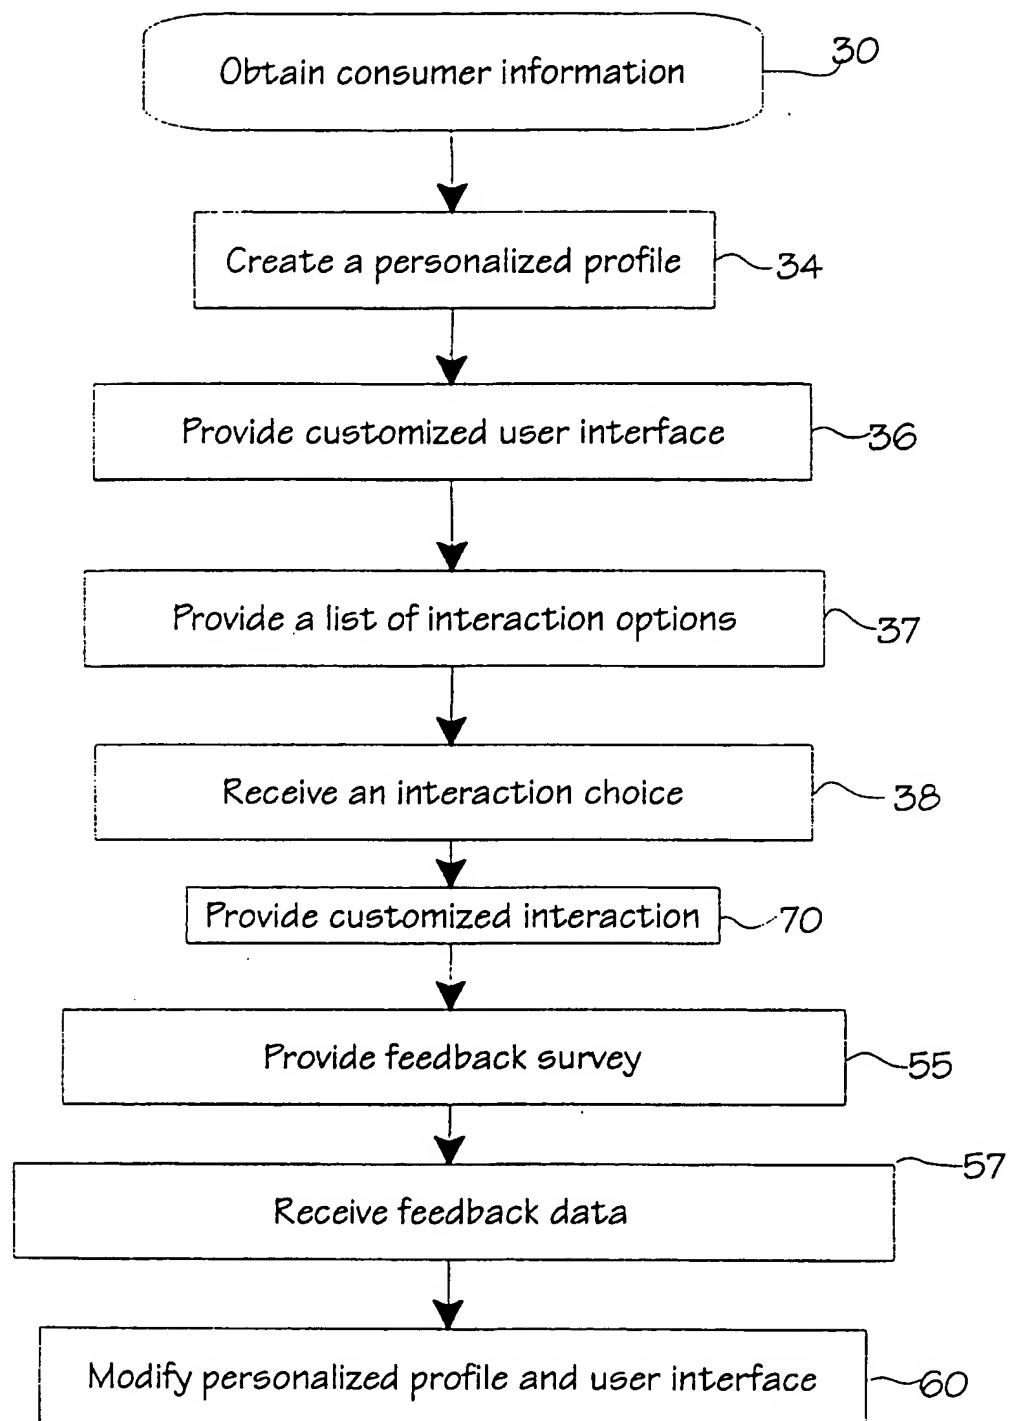 Obtain consumer information 30
Create a personalized profile 34
Provide customized user interface 36
Provide a list of interaction options 37
Receive an interaction choice 38
Provide customized interaction 70
Provide feedback survey 55
57
Receive feedback data
Modify personalized profile and user interface 60